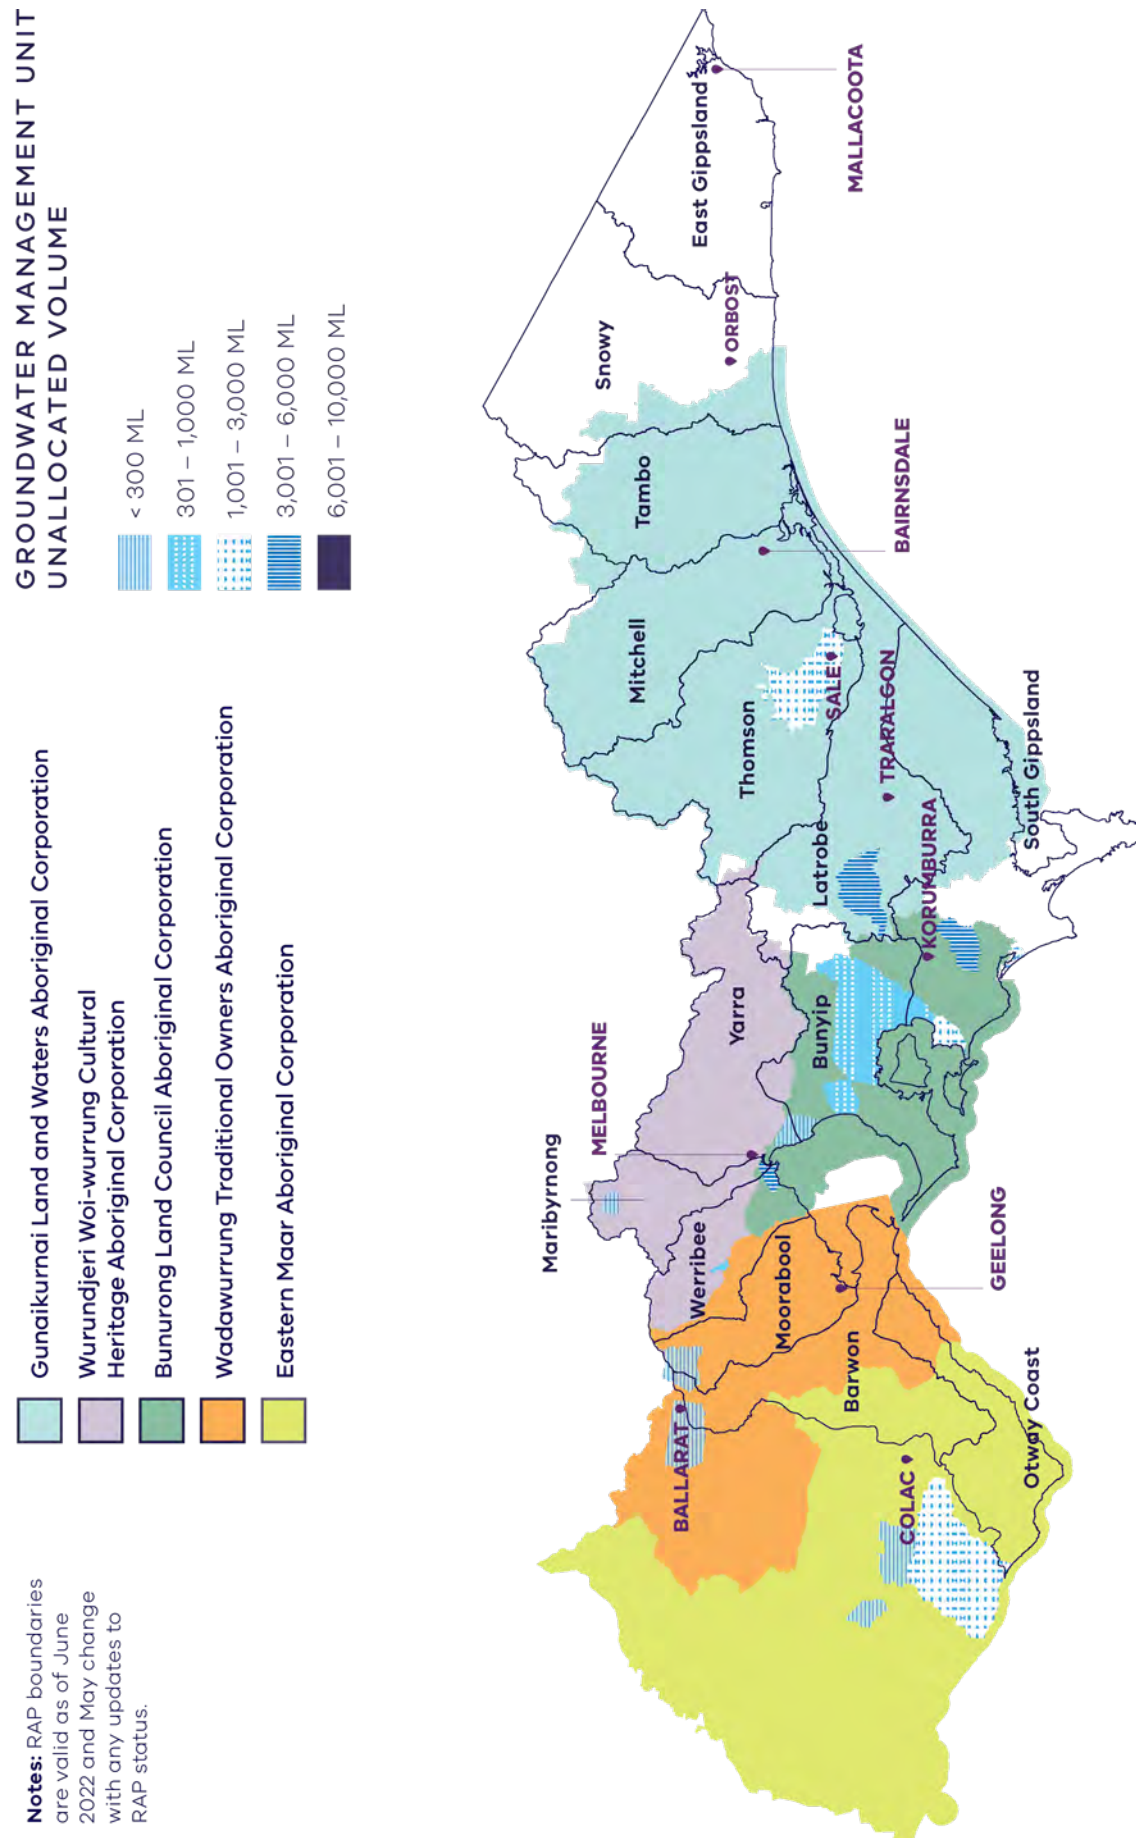 Notes: RAP boundaries
are valid as of June
2022 and May change
with any updates to
RAP status.
Gunaikurnai Land and Waters Aboriginal Corporation
Wurundjeri Woi-wurrung Cultural
Heritage Aboriginal Corporation
Bunurong Land Council Aboriginal Corporation
Wadawurrung Traditional Owners Aboriginal Corporation
Eastern Maar Aboriginal Corporation
GROUNDWATER MANAGEMENT UNIT
UNALLOCATED VOLUME
< 300 ML
301 – 1,000 ML
1,001 – 3,000 ML
3,001 – 6,000 ML
6,001 – 10,000 ML
Maribyrnong
MELBOURNE
BALLARAT
Werribee
Yarra
Moorabool
Bunyip
Barwon
COLAC
GEELONG
Otway Coast
Snowy
Tambo
Mitchell
East Gippsland
ORBOST
Thomson
MALLACOOTA
SALE
Latrobe
BAIRNSDALE
TRARALGON
KORUMBURRA
South Gippsland